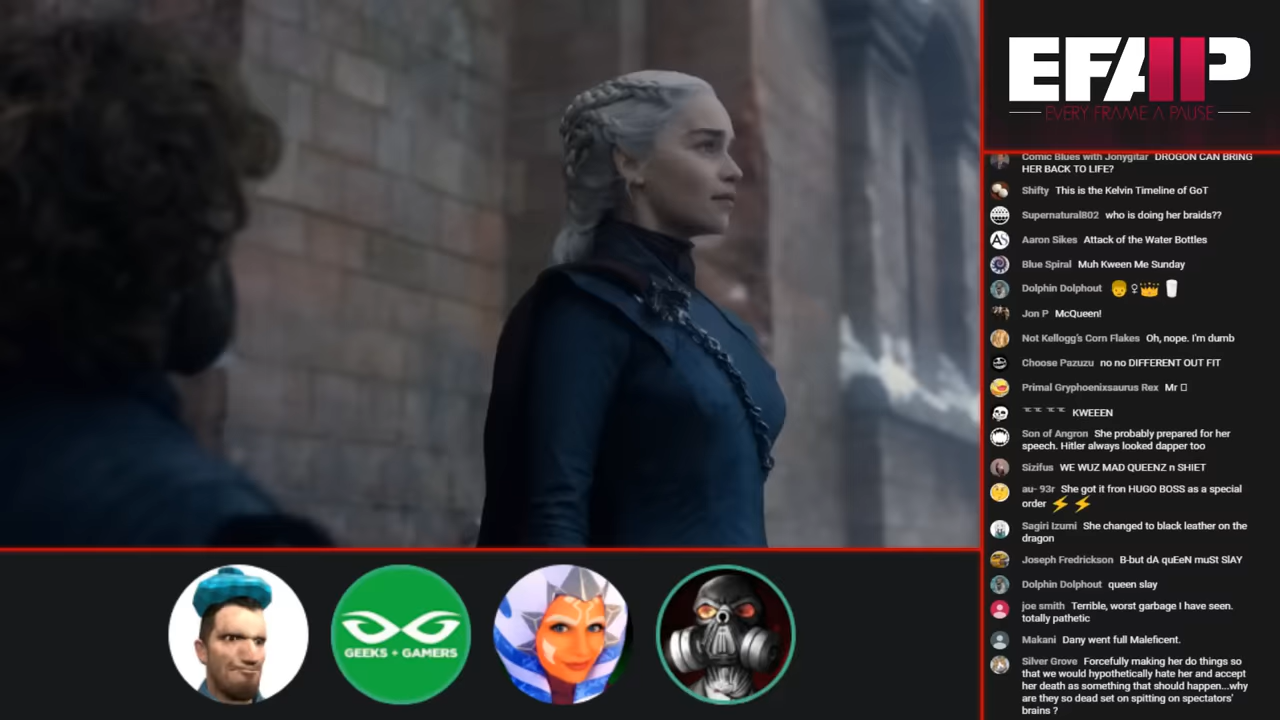 EFAP
EVERY FRAME A PAUSE
Comic Blues with Jonygitar DROGON CAN BRING
HER BACK TO LIFE?
Shifty This is the Kelvin Timeline of GoT
Supernatural802 who is doing her braids??
Aaron Sikes Attack of the Water Bottles
Blue Spiral Muh Kween Me Sunday
Dolphin Dolphout 👴♀👑🥛
Jon P McQueen!
Not Kellogg's Corn Flakes Oh, nope. I'm dumb
Choose Pazuzu no no DIFFERENT OUT FIT
Primal Gryphoenixsaurus Rex Mr
KWEEEN
Son of Angron She probably prepared for her
speech. Hitler always looked dapper too
Sizifus WE WUZ MAD QUEENZ n SHIET
au- 93r She got it fron HUGO BOSS as a special
order ⚡⚡
Sagiri Izumi She changed to black leather on the
dragon
Joseph Fredrickson B-but dA quEeN muSt SlAY
Dolphin Dolphout queen slay
joe smith Terrible, worst garbage I have seen.
totally pathetic
Makani Dany went full Maleficent.
Silver Grove Forcefully making her do things so
that we would hypothetically hate her and accept
her death as something that should happen...why
are they so dead set on spitting on spectators'
brains ?
GEEKS + GAMERS